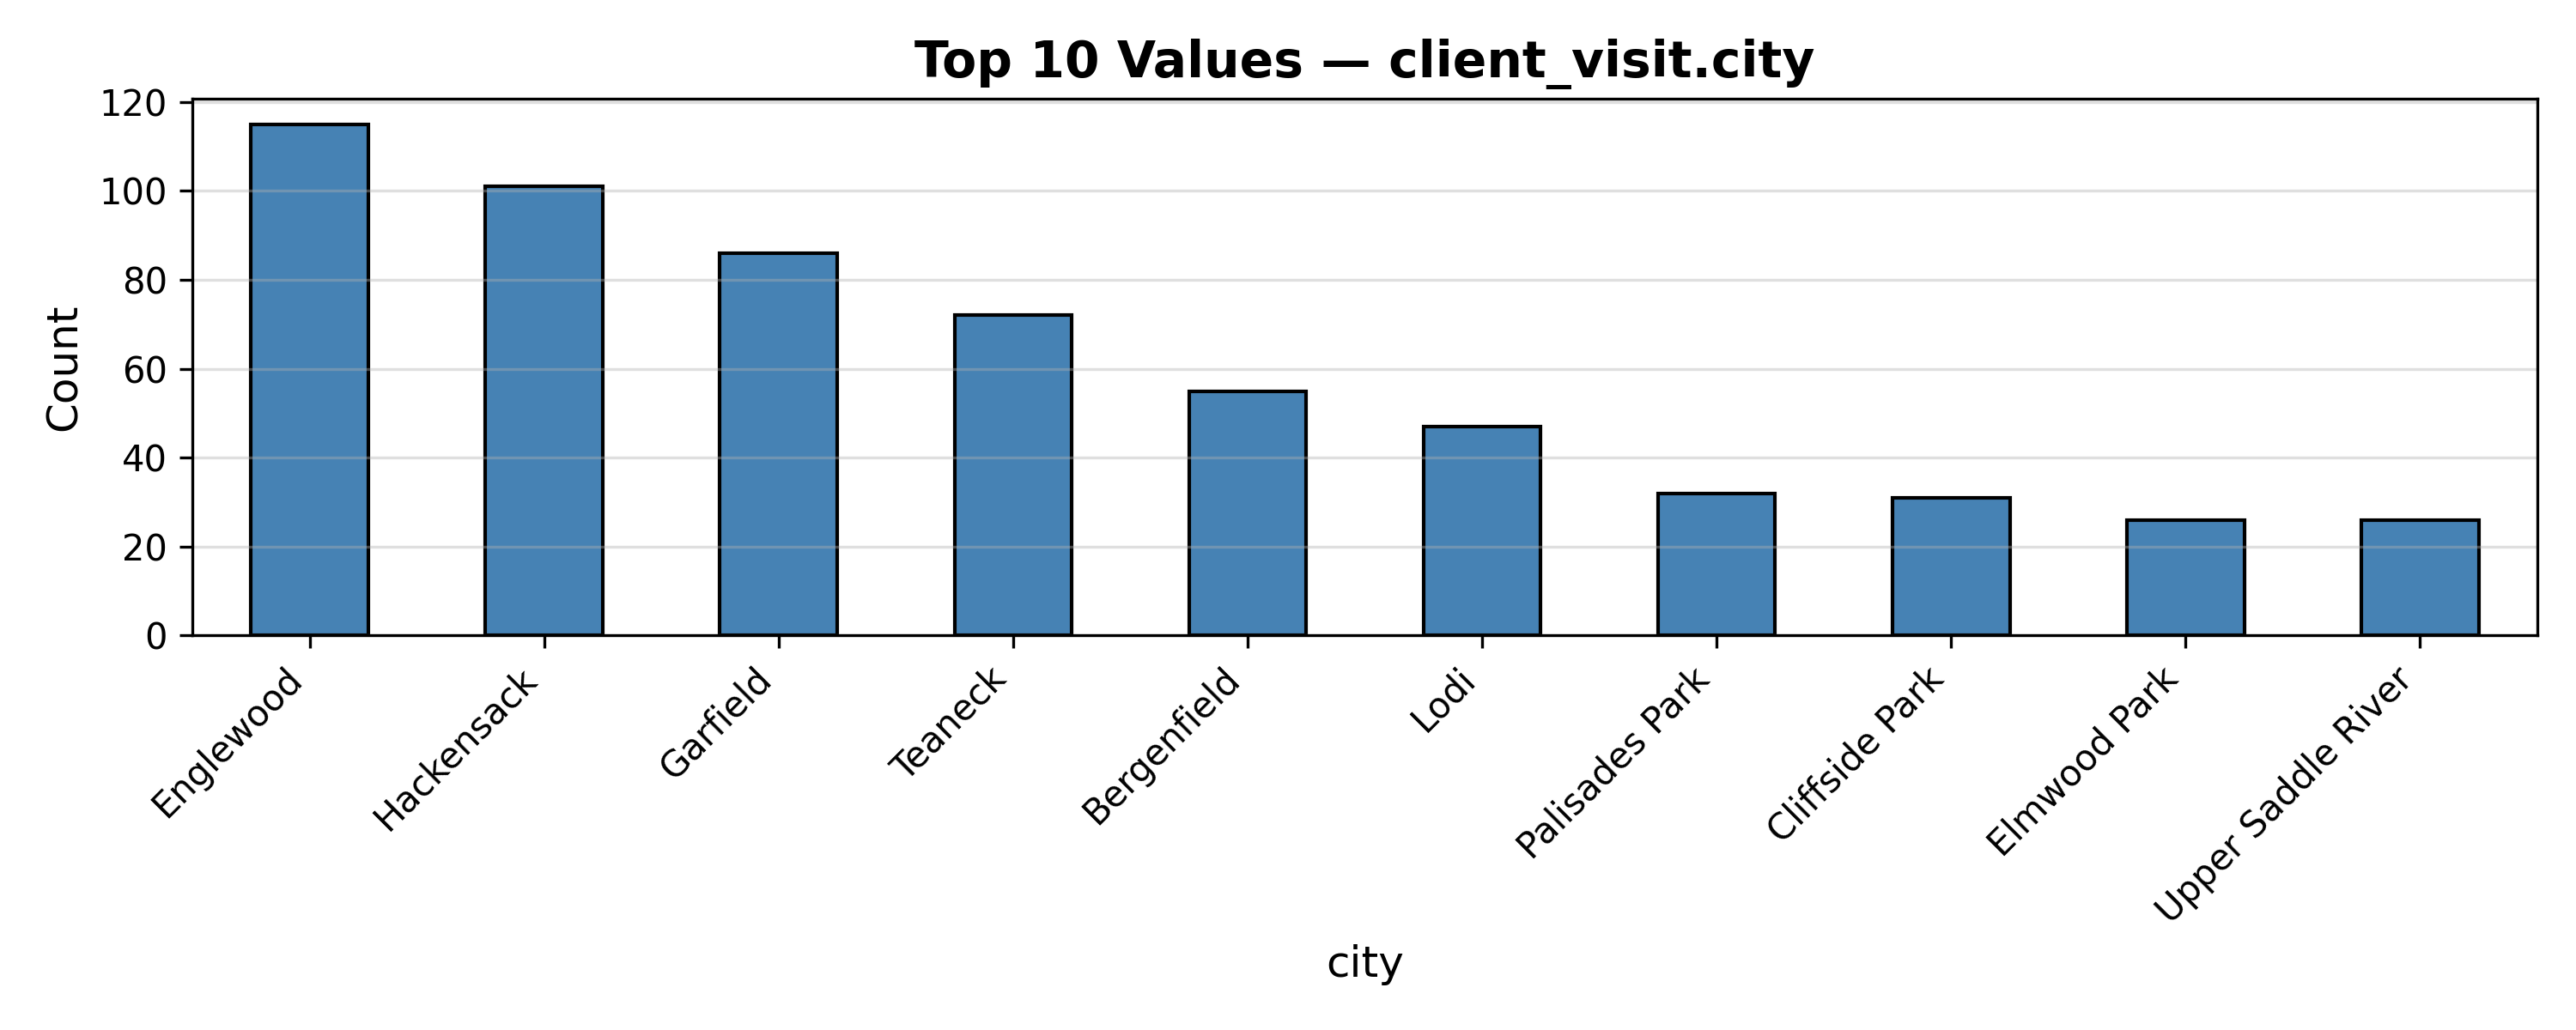 Top 10 Values — client_visit.city
120
100
80
60
40
20
0
Count
Englewood
Hackensack
Garfield
Teaneck
Bergenfield
Lodi
Palisades Park
Cliffside Park
Elmwood Park
Upper Saddle River
city